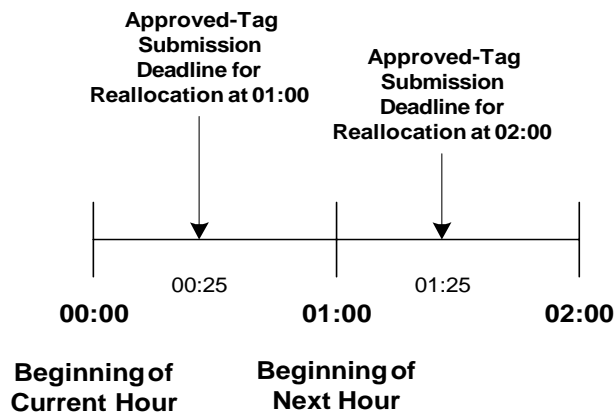 Approved-Tag
Submission
Deadline for
Reallocation at 01:00
Approved-Tag
Submission
Deadline for
Reallocation at 02:00
00:25
01:25
00:00
01:00
02:00
Beginning of
Current Hour
Beginning of
Next Hour